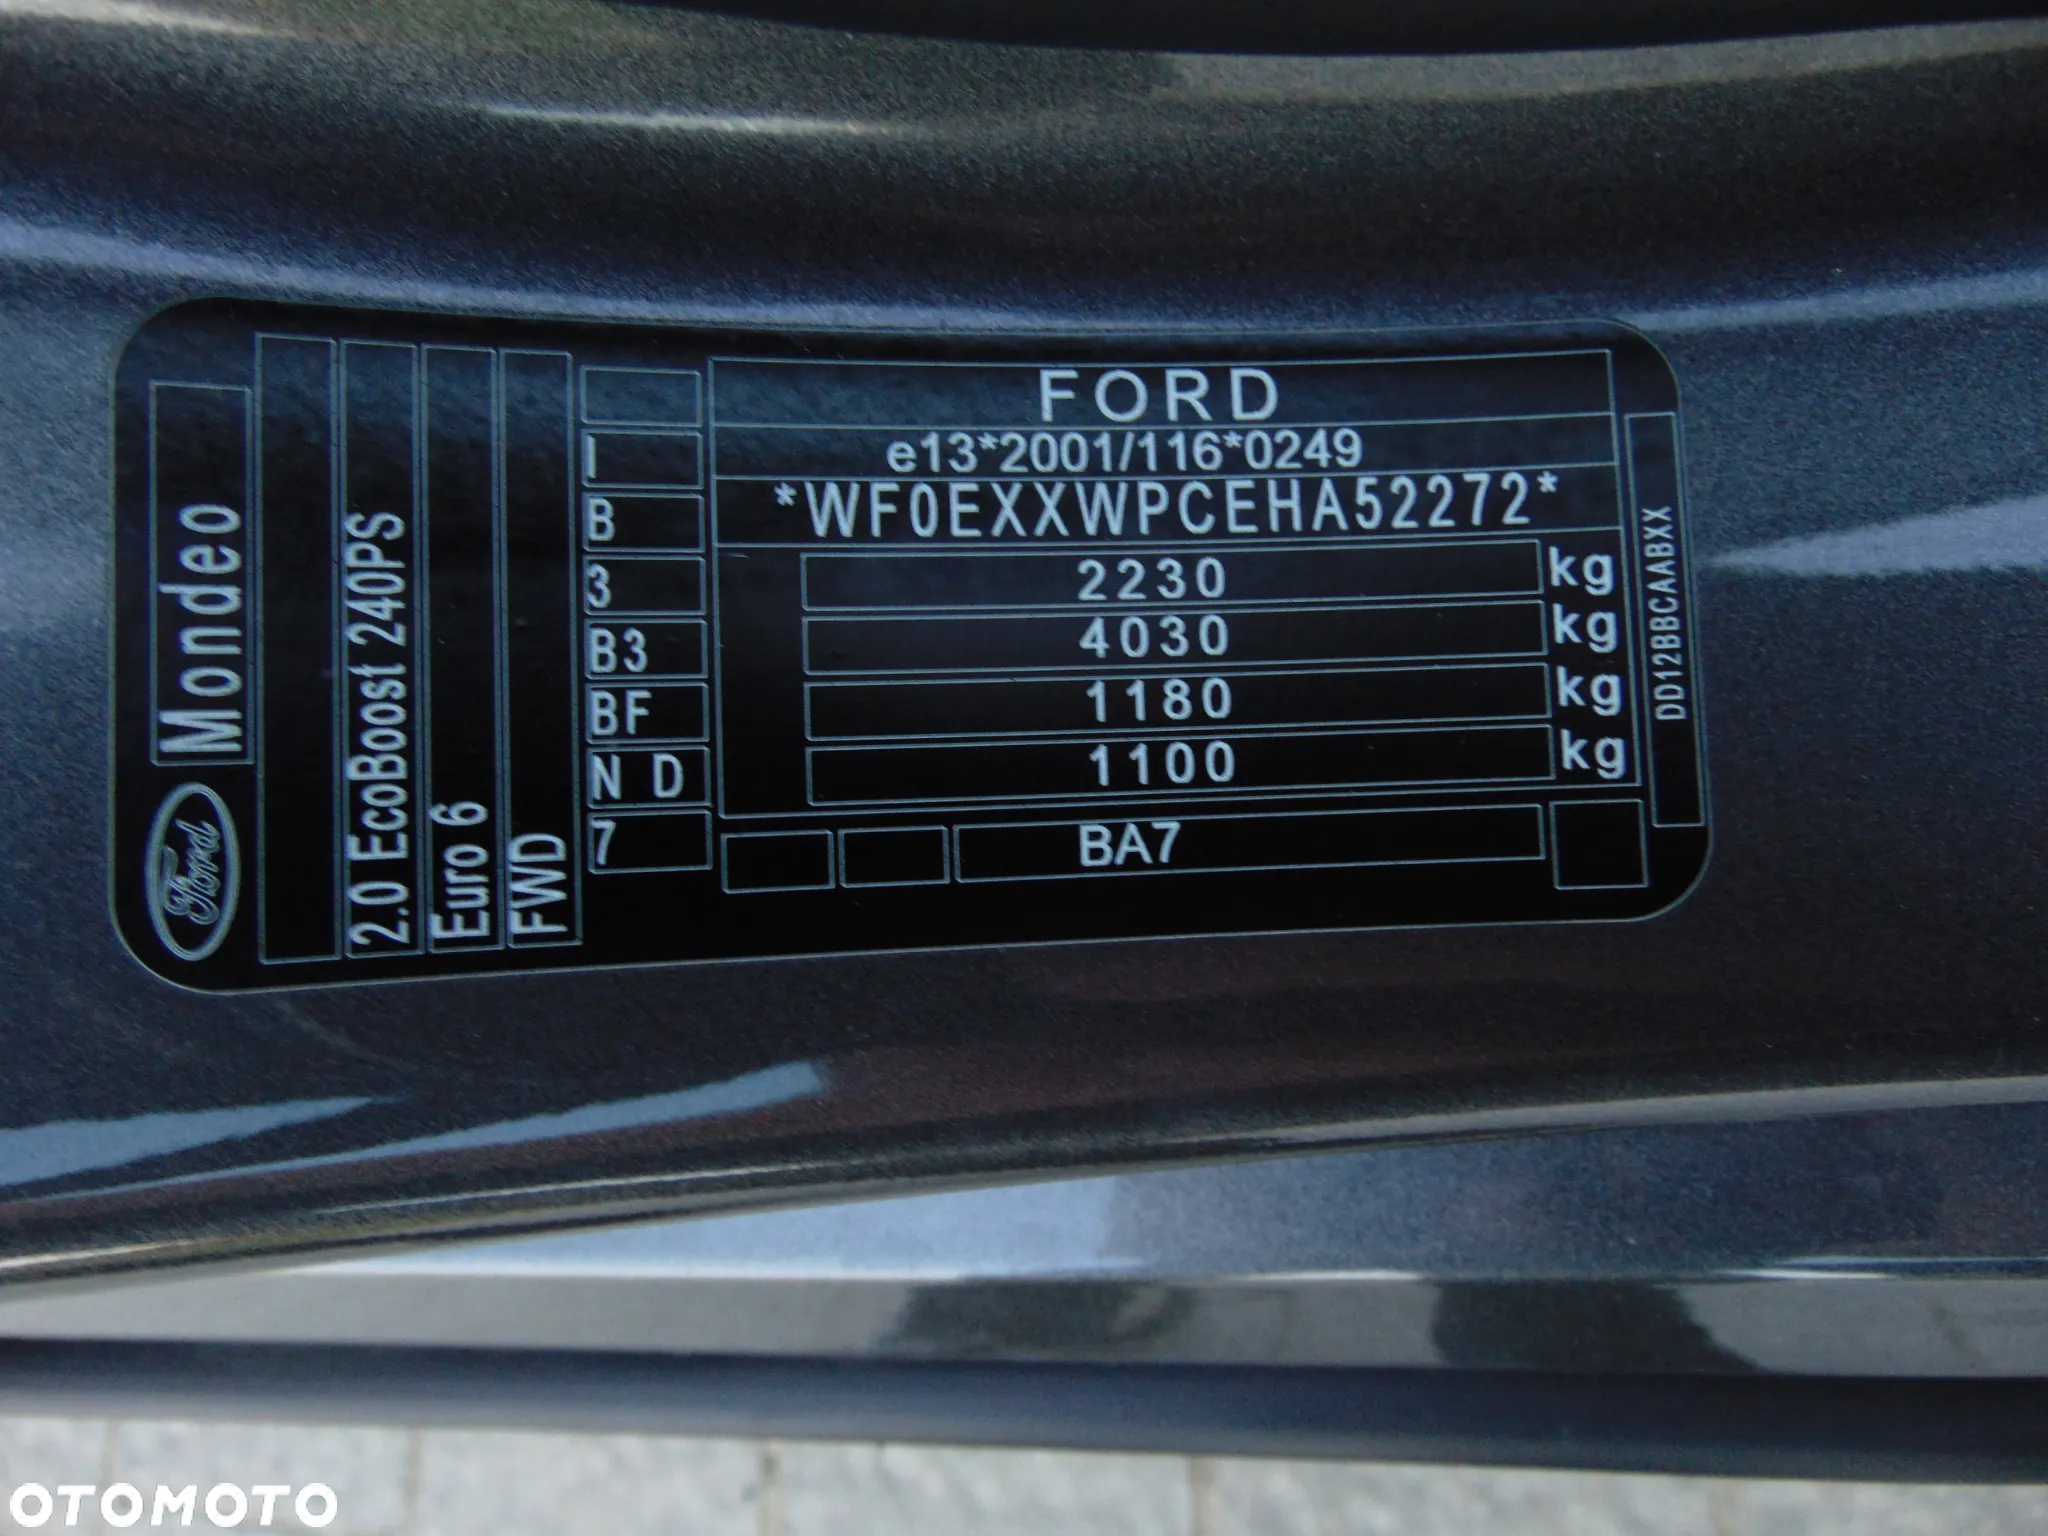 FORD
e13*2001/116*0249
*WF0EXXWPCEHA52272*
I
B
3 2230 kg
B3 4030 kg
BF 1180 kg
N D 1100 kg
7 BA7
Mondeo
Ford
2.0 EcoBoost 240PS
Euro 6
FWD
DD12BBCAABXX
OTOMOTO